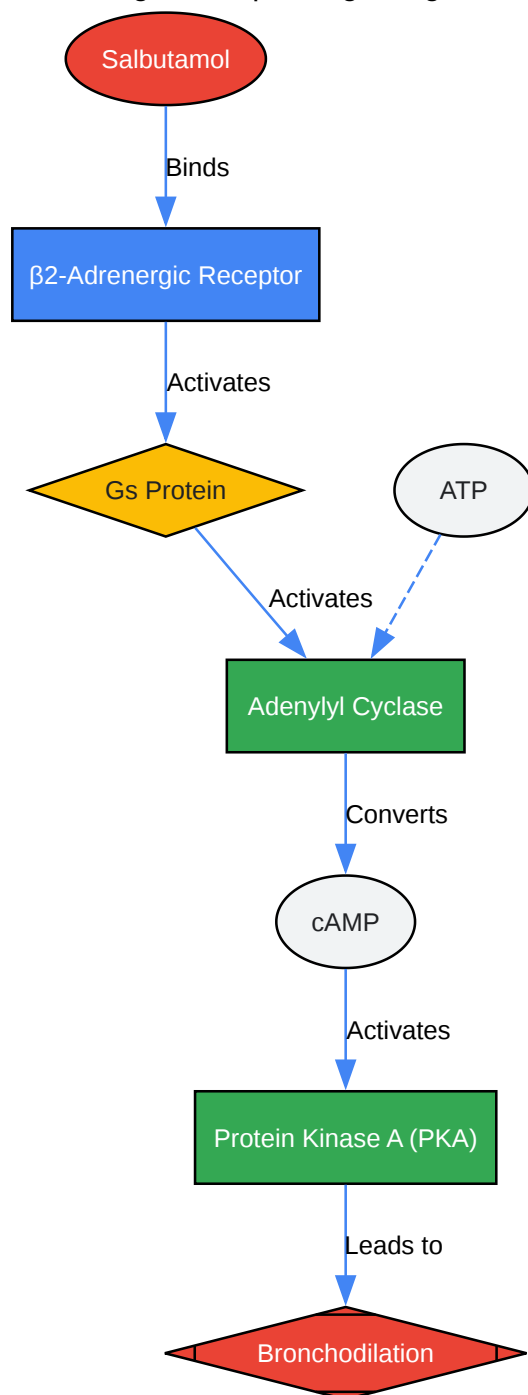 Salbutamol
Binds
β2-Adrenergic Receptor
Activates
Gs Protein
ATP
Activates
Adenylyl Cyclase
Converts
cAMP
Activates
Protein Kinase A (PKA)
Leads to
Bronchodilation